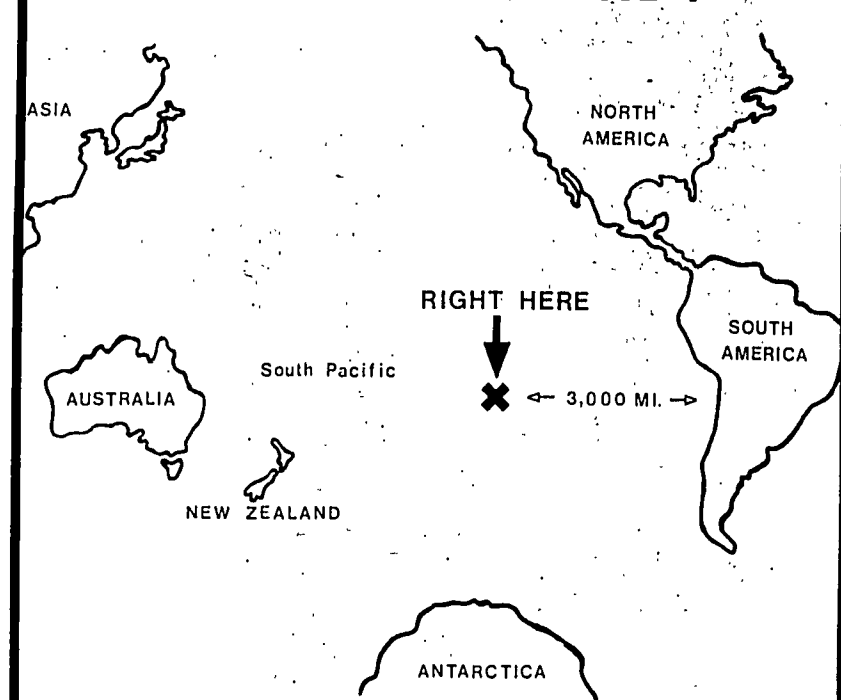 ASIA
NORTH
AMERICA
RIGHT HERE
SOUTH
AMERICA
South Pacific
AUSTRALIA
3,000 MI.
NEW ZEALAND
ANTARCTICA